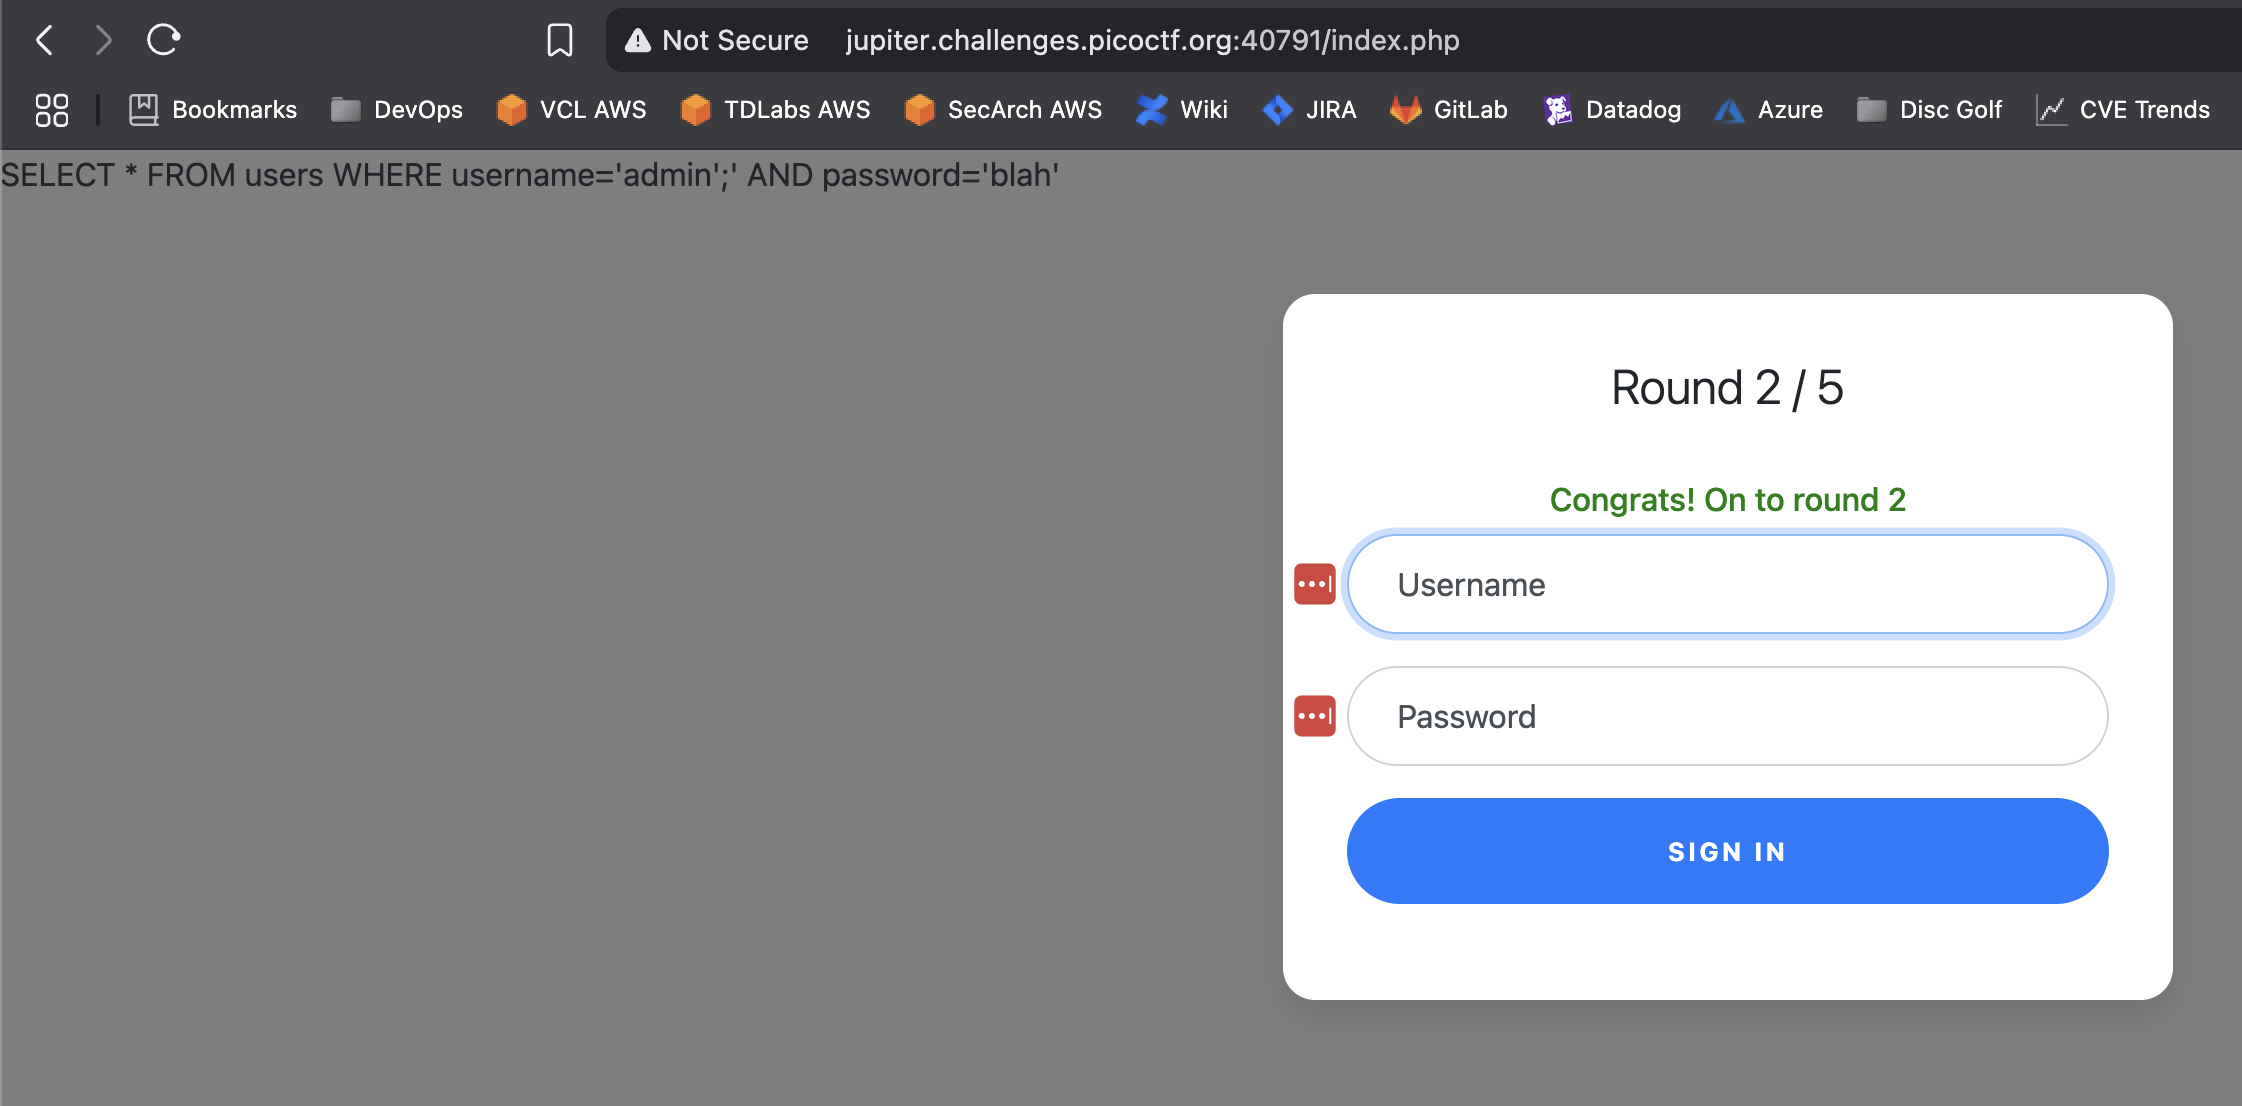 Not Secure jupiter.challenges.picoctf.org:40791/index.php
Bookmarks DevOps VCL AWS TDLabs AWS SecArch AWS Wiki JIRA GitLab Datadog Azure Disc Golf CVE Trends
SELECT * FROM users WHERE username='admin';' AND password='blah'
Round 2 / 5
Congrats! On to round 2
Username
Password
SIGN IN